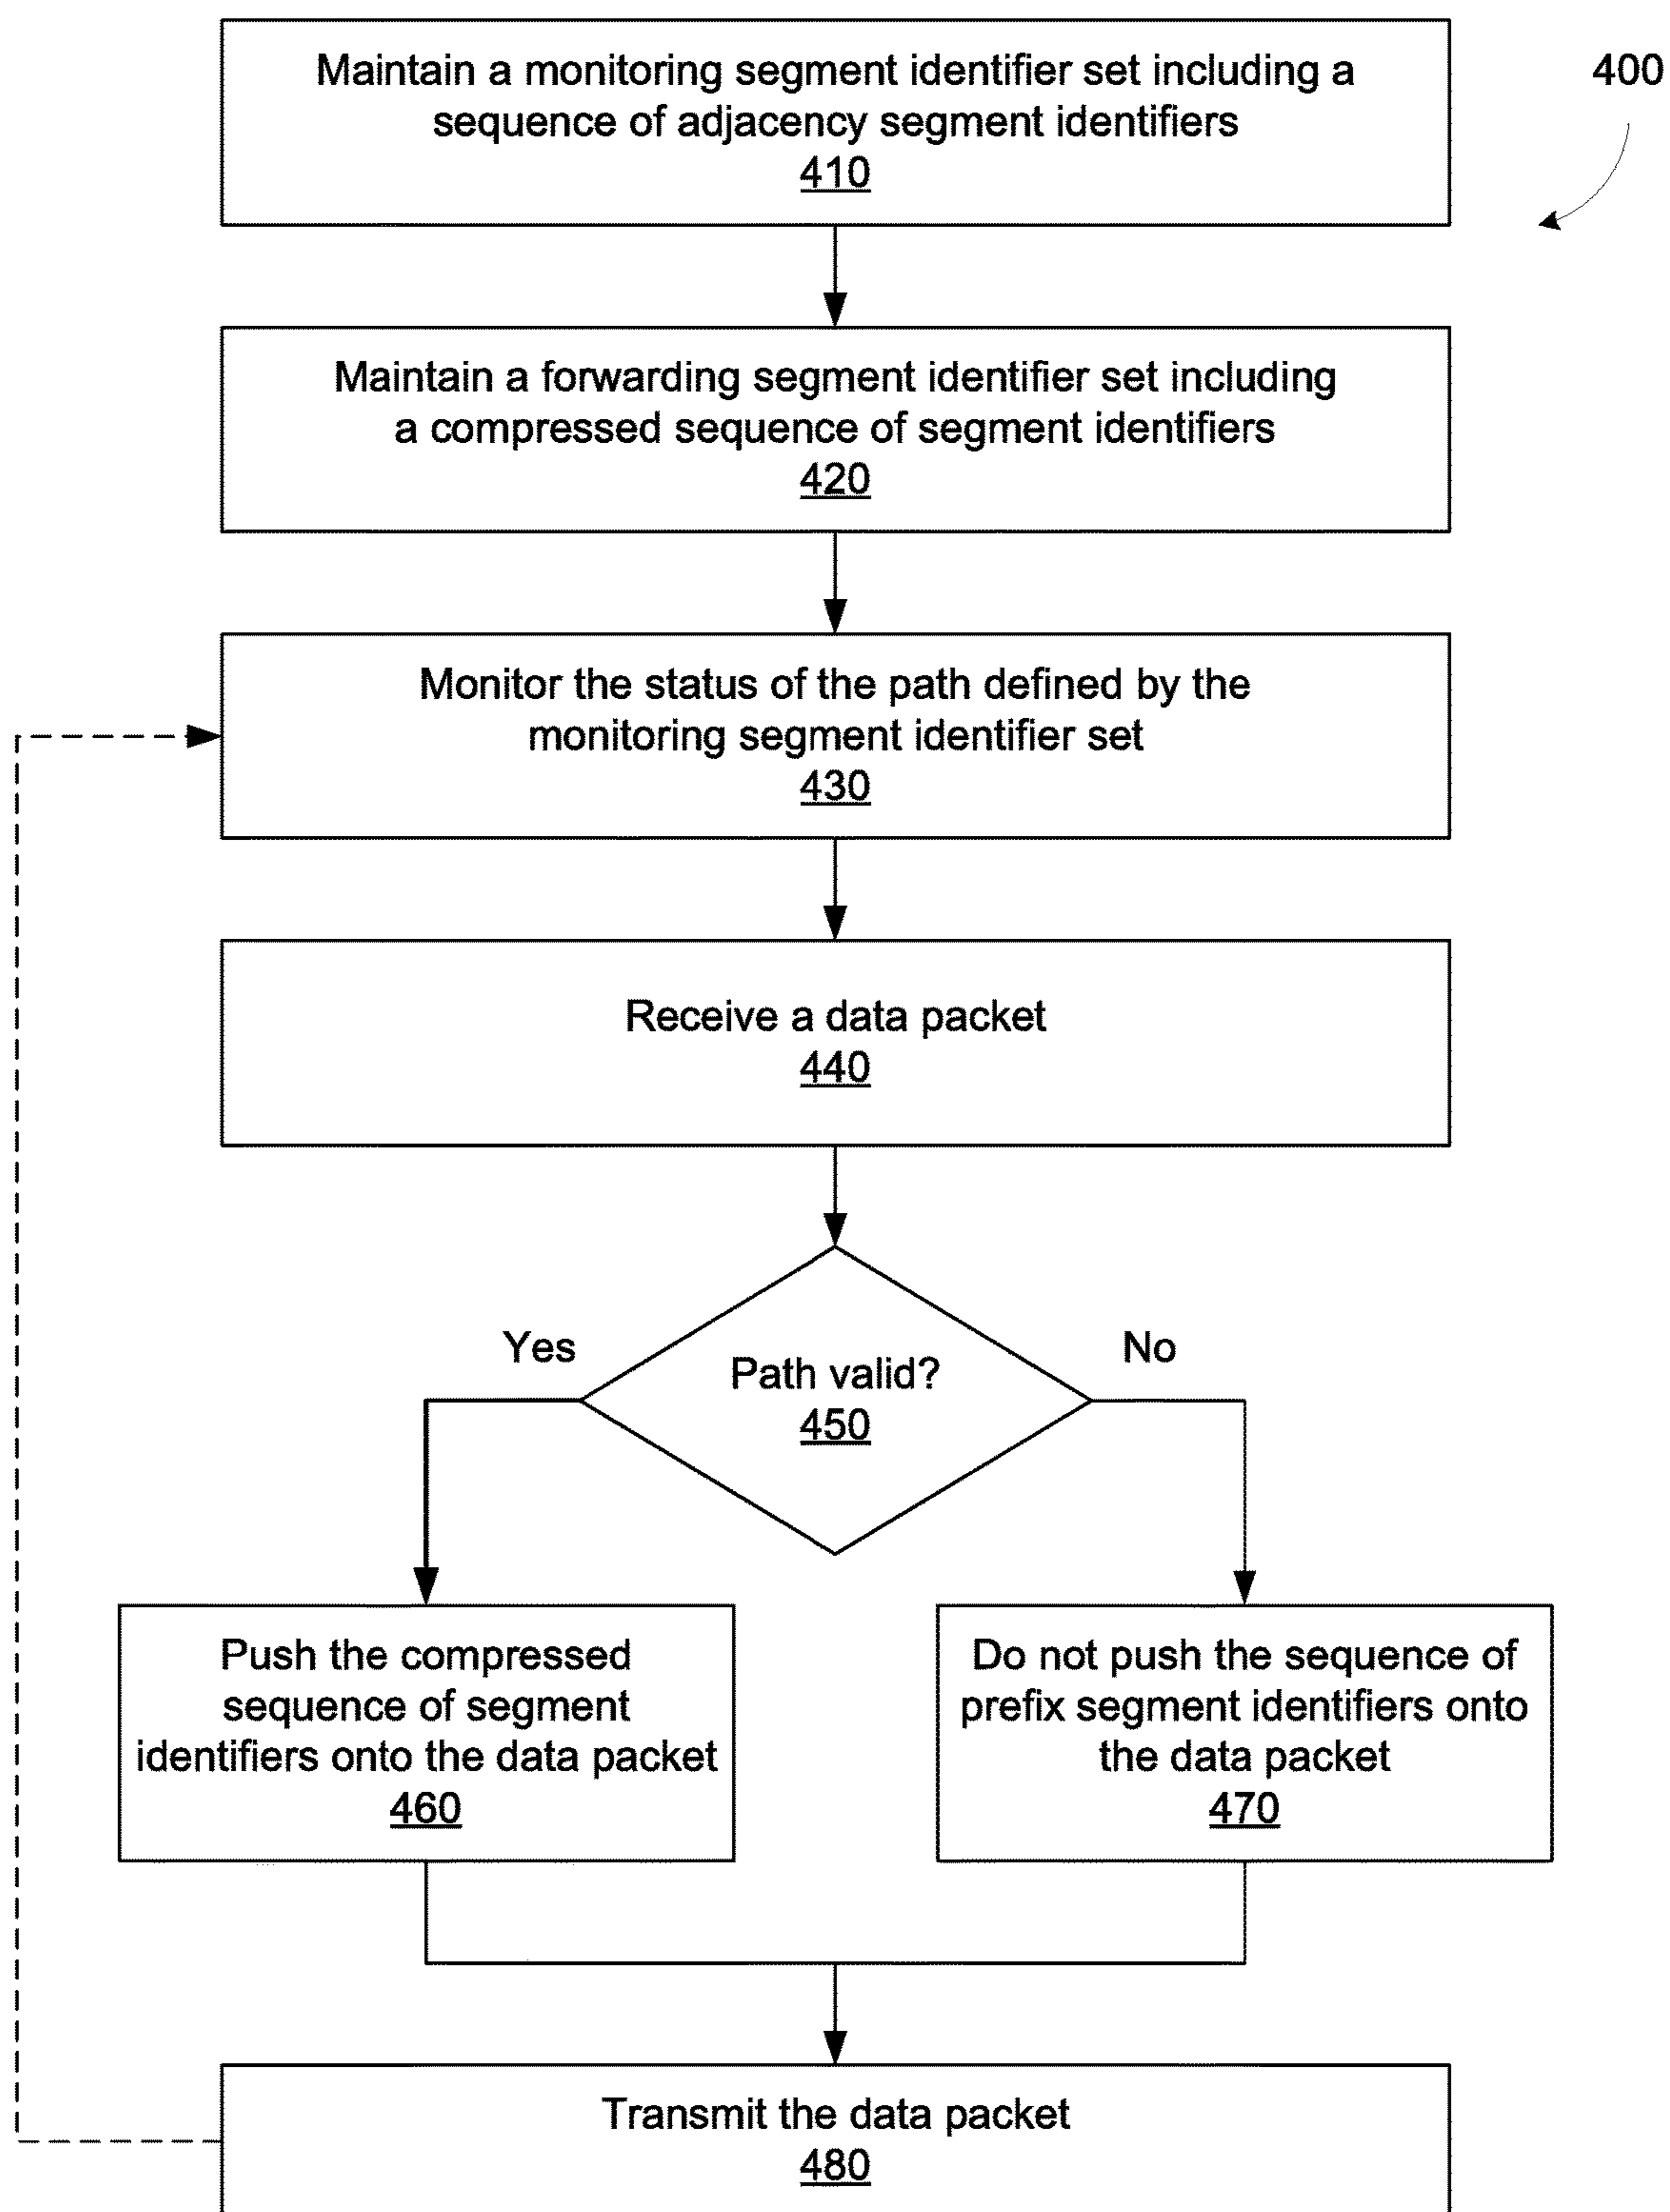 Maintain a monitoring segment identifier set including a
sequence of adjacency segment identifiers
410
400
Maintain a forwarding segment identifier set including
a compressed sequence of segment identifiers
420
Monitor the status of the path defined by the
monitoring segment identifier set
430
Receive a data packet
440
Yes
No
Path valid?
450
Push the compressed
sequence of segment
identifiers onto the data packet
460
Do not push the sequence of
prefix segment identifiers onto
the data packet
470
Transmit the data packet
480